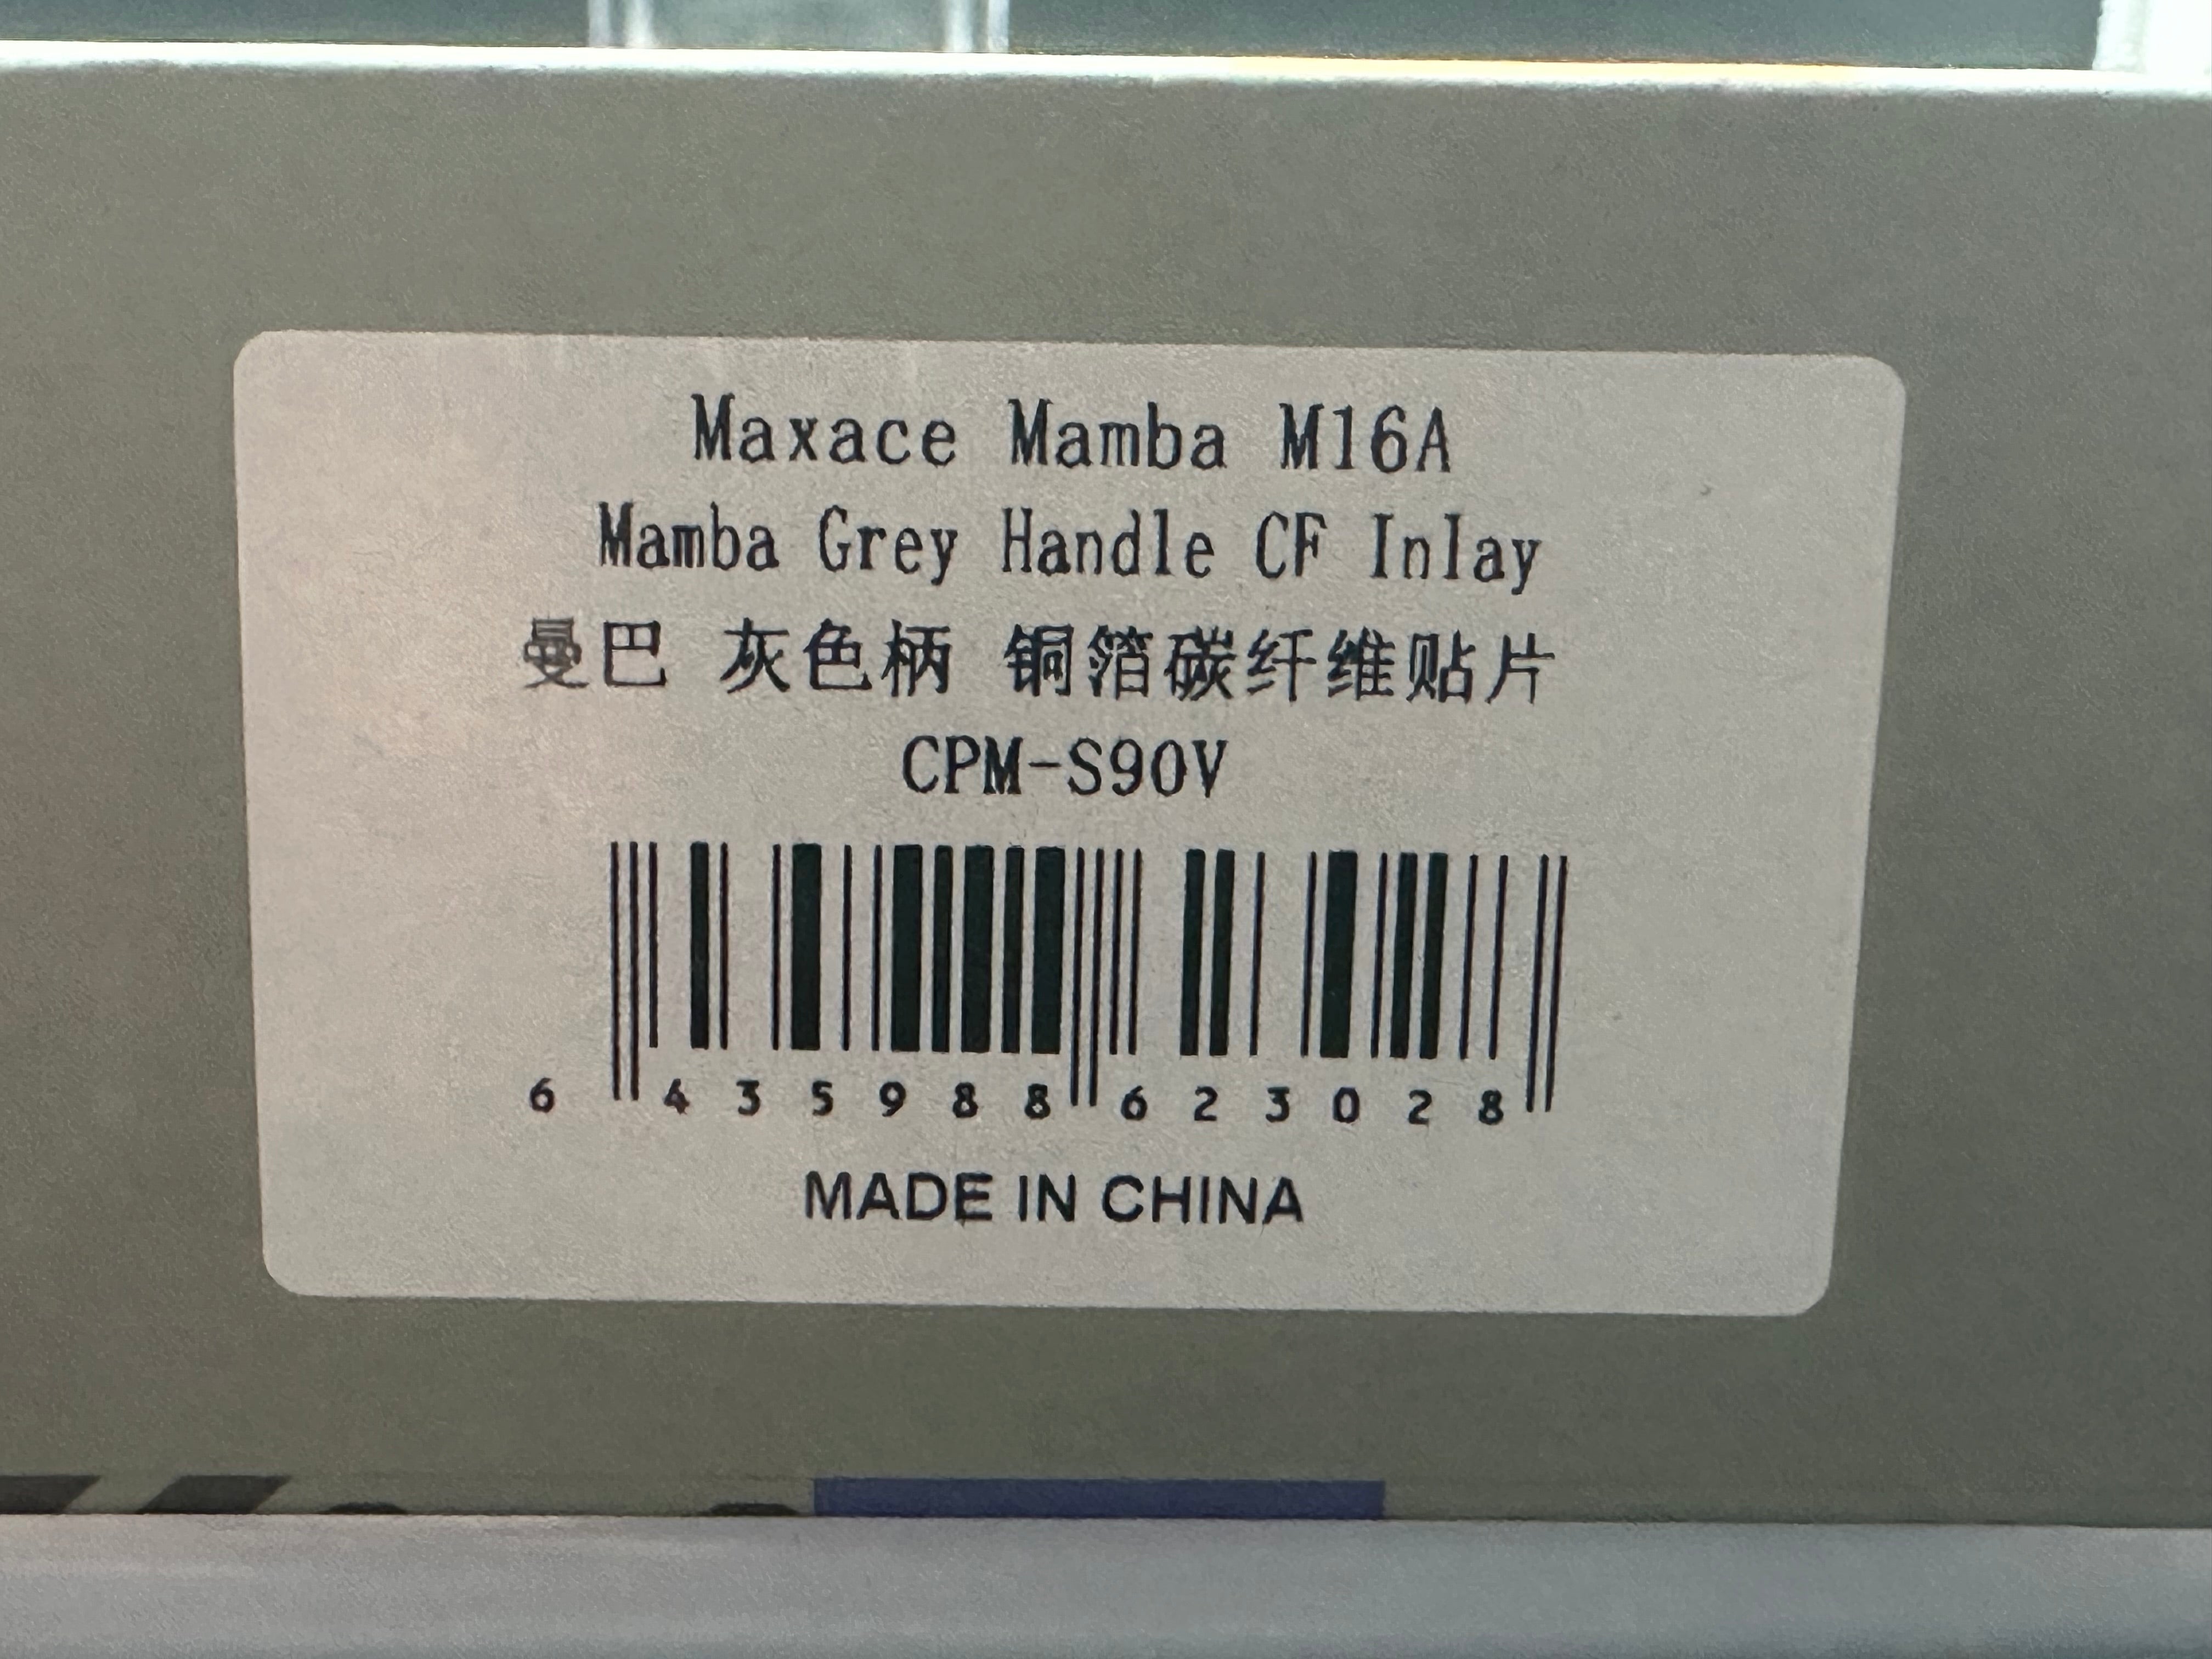 Maxace Mamba M16A
Mamba Grey Handle CF Inlay
曼巴 灰色柄 铜箔碳纤维贴片
CPM-S90V
6 435988 623028
MADE IN CHINA